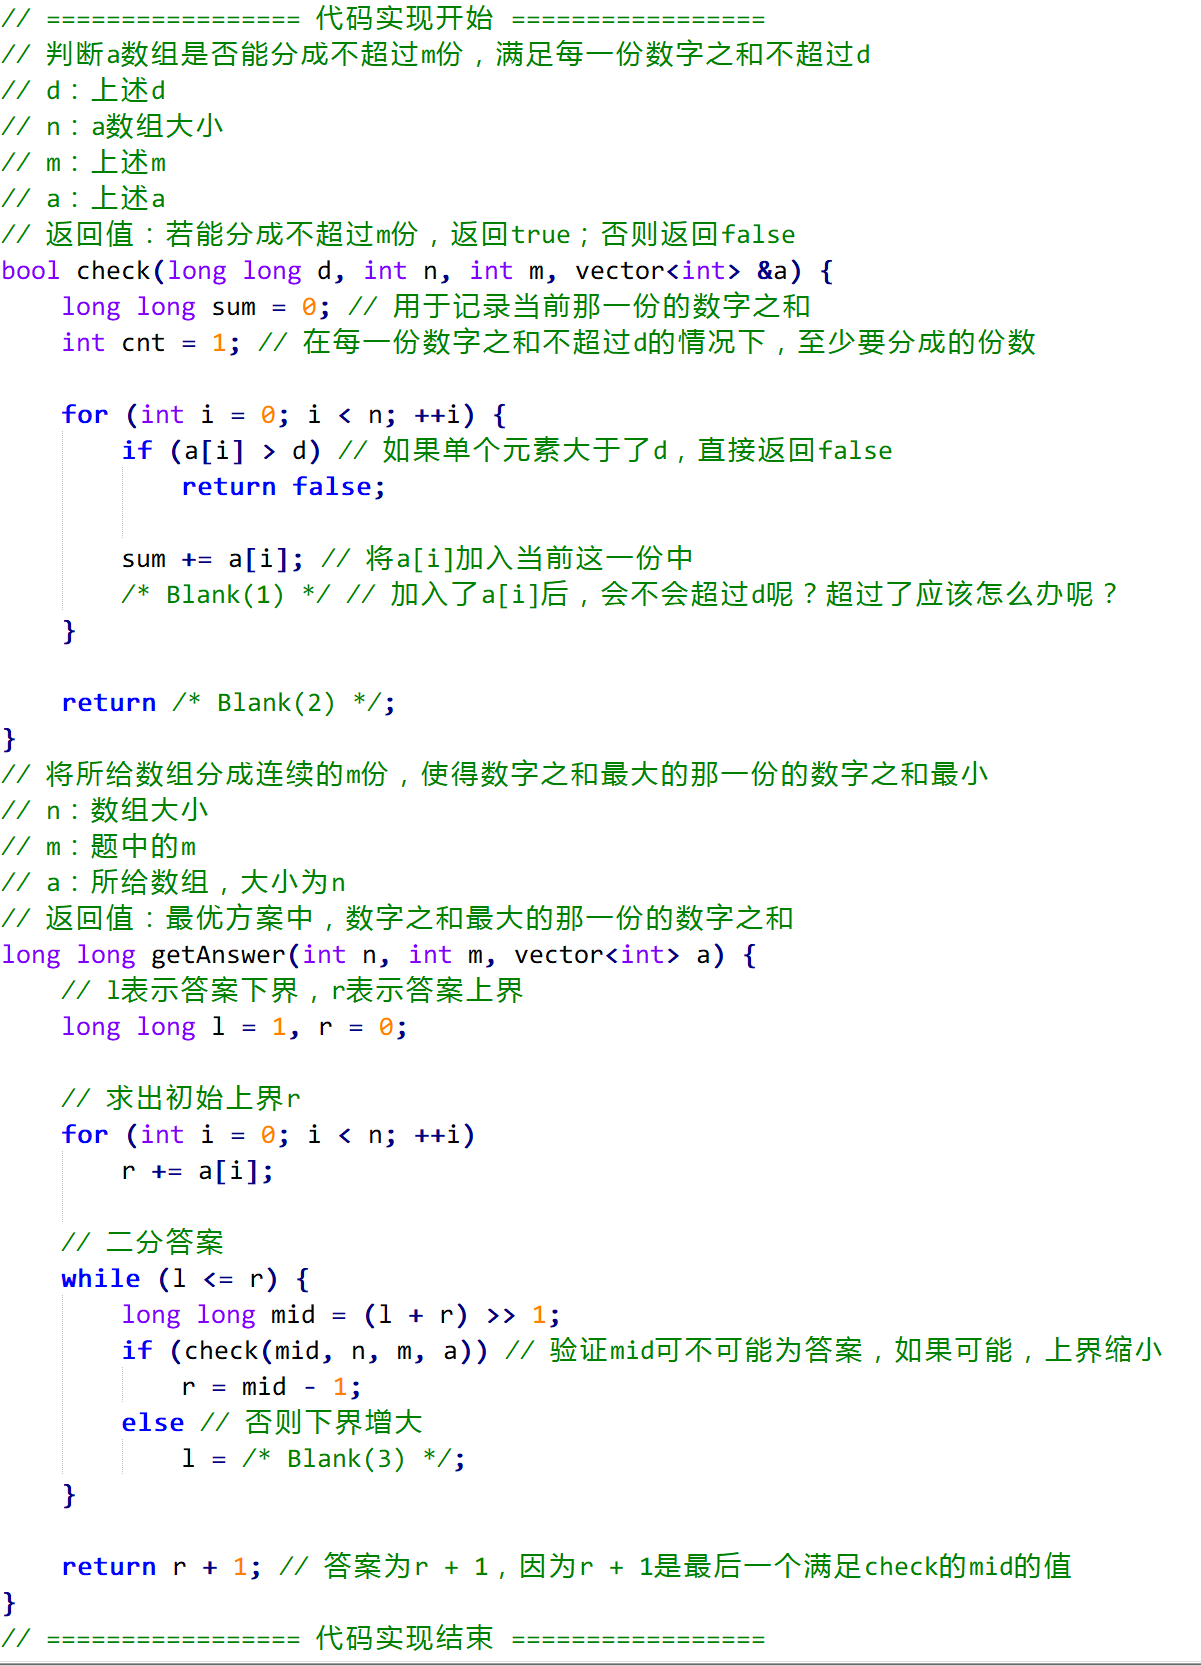 // ================= 代码实现开始 =================
// 判断a数组是否能分成不超过m份，满足每一份数字之和不超过d
// d：上述d
// n：a数组大小
// m：上述m
// a：上述a
// 返回值：若能分成不超过m份，返回true；否则返回false
bool check(long long d, int n, int m, vector<int> &a) {
    long long sum = 0; // 用于记录当前那一份的数字之和
    int cnt = 1; // 在每一份数字之和不超过d的情况下，至少要分成的份数
    for (int i = 0; i < n; ++i) {
        if (a[i] > d) // 如果单个元素大于了d，直接返回false
            return false;
        sum += a[i]; // 将a[i]加入当前这一份中
        /* Blank(1) */ // 加入了a[i]后，会不会超过d呢？超过了应该怎么办呢？
    }
    return /* Blank(2) */;
}
// 将所给数组分成连续的m份，使得数字之和最大的那一份的数字之和最小
// n：数组大小
// m：题中的m
// a：所给数组，大小为n
// 返回值：最优方案中，数字之和最大的那一份的数字之和
long long getAnswer(int n, int m, vector<int> a) {
    // l表示答案下界，r表示答案上界
    long long l = 1, r = 0;
    // 求出初始上界r
    for (int i = 0; i < n; ++i)
        r += a[i];
    // 二分答案
    while (l <= r) {
        long long mid = (l + r) >> 1;
        if (check(mid, n, m, a)) // 验证mid可不可能为答案，如果可能，上界缩小
            r = mid - 1;
        else // 否则下界增大
            l = /* Blank(3) */;
    }
    return r + 1; // 答案为r + 1，因为r + 1是最后一个满足check的mid的值
}
// ================= 代码实现结束 =================